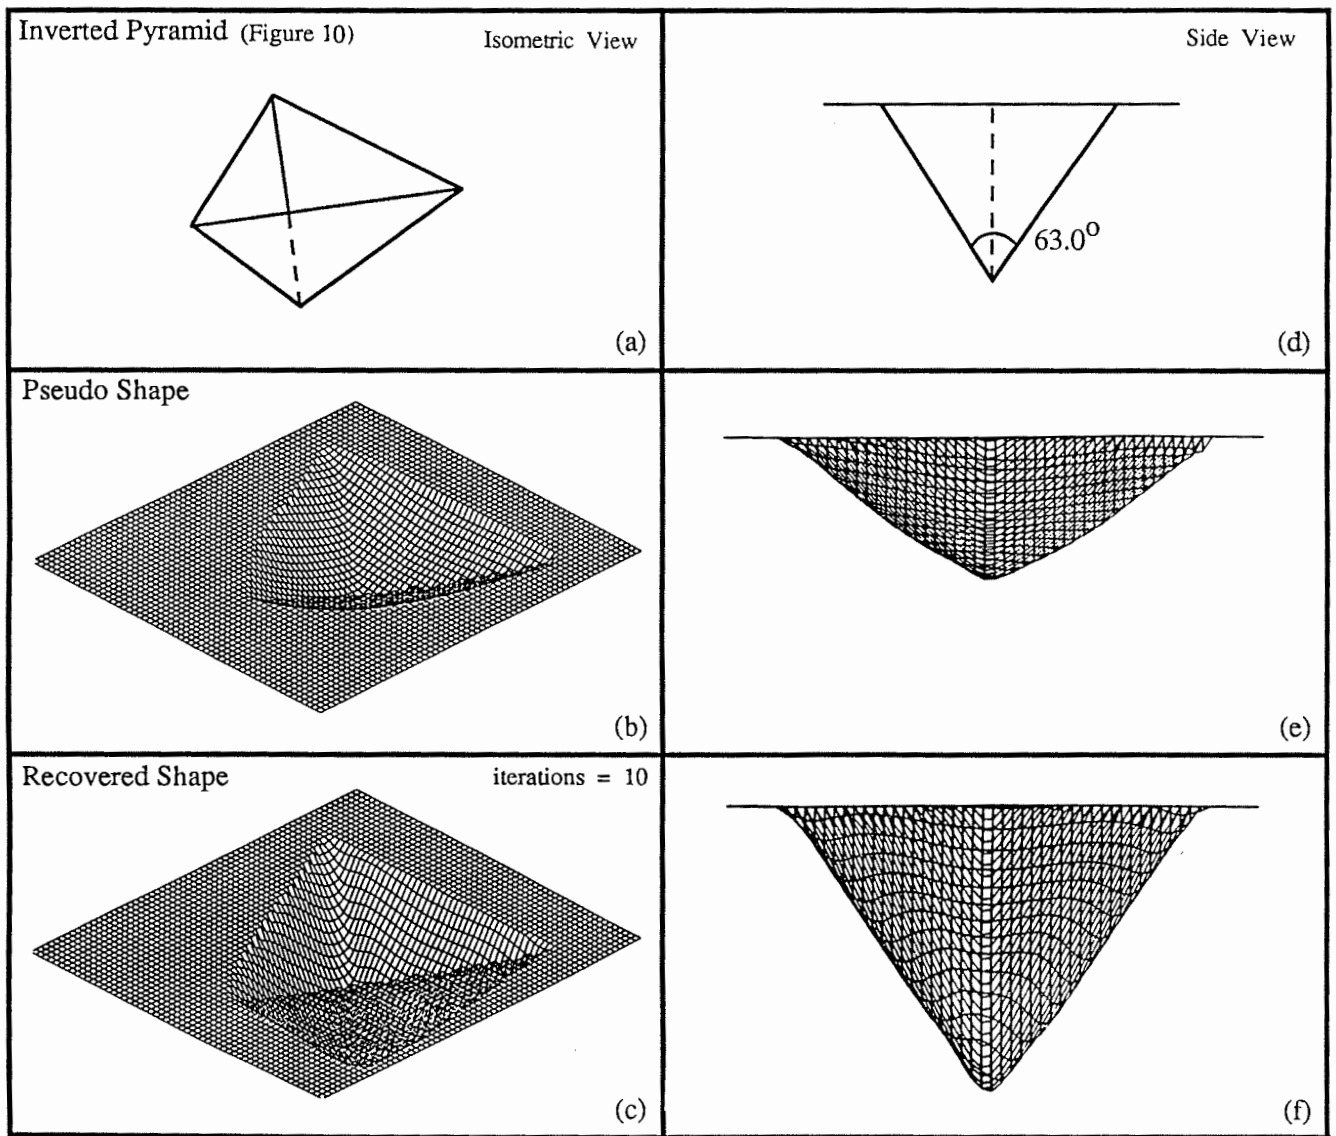 Inverted Pyramid (Figure 10)
Isometric View
(a)
Side View
63.0°
(d)
Pseudo Shape
(b)
(e)
Recovered Shape
iterations = 10
(c)
(f)